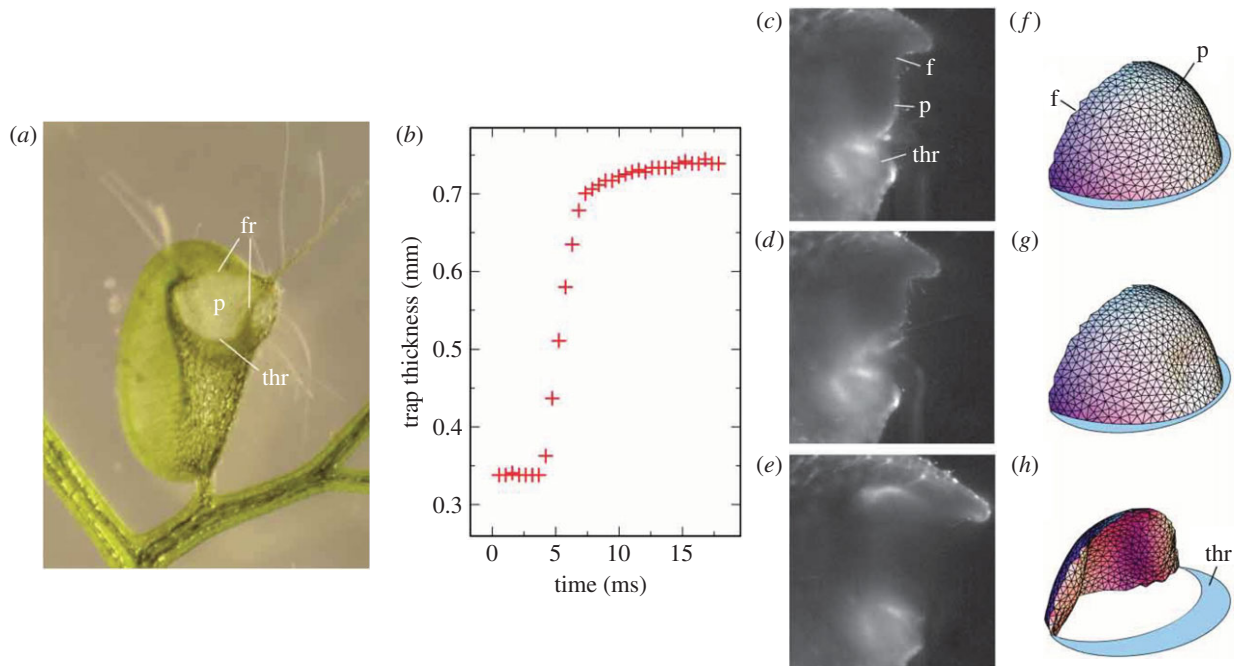 (a)
fr
p
thr
(b)
trap thickness (mm)
0.7
0.6
0.5
0.4
0.3
0
5
10
15
time (ms)
(c)
f
p
thr
(d)
(e)
(f)
p
f
(g)
(h)
thr